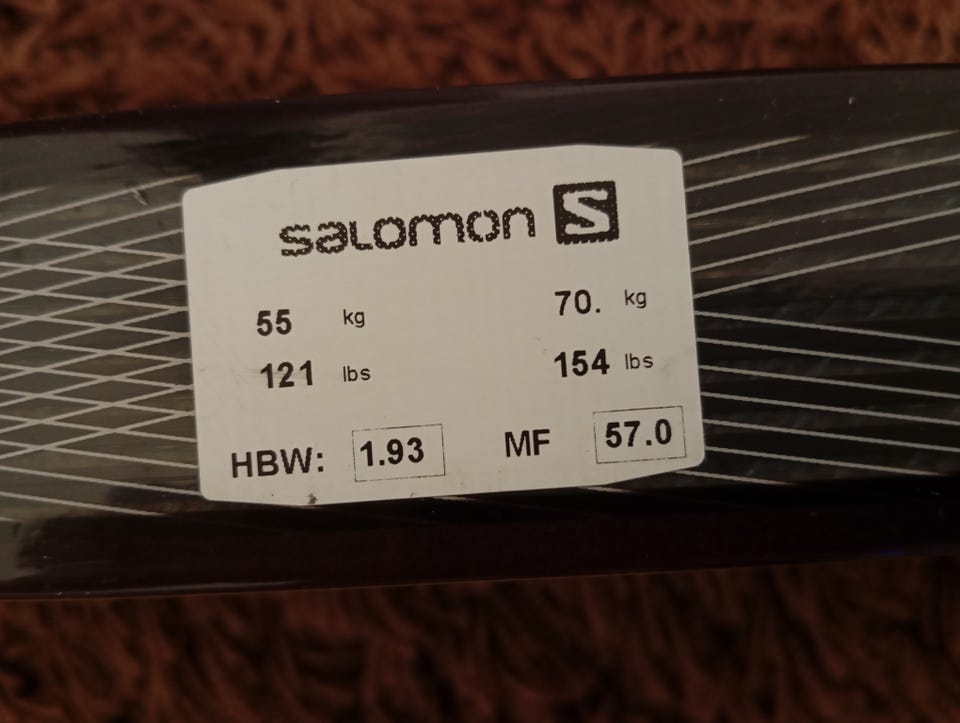 salomon S
55 kg 70. kg
121 lbs 154 lbs
HBW: 1.93 MF 57.0